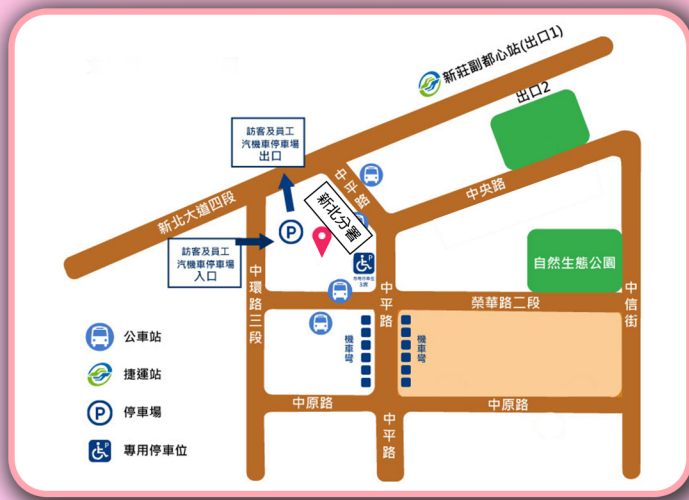 新莊副都心站(出口1)
出口2
訪客及員工
汽機車停車場
出口
中平路
中央路
新北大道四段
新北分署
P
訪客及員工
汽機車停車場
入口
P
中環路三段
中平路
自然生態公園
中信街
榮華路二段
公車站
機車彎
機車彎
捷運站
中原路
中原路
P
停車場
中平路
P
專用停車位